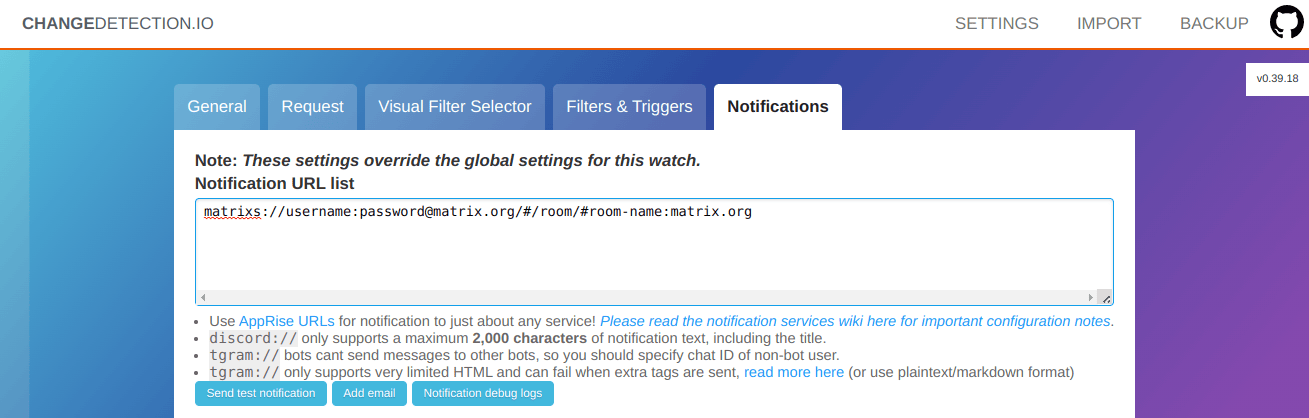 CHANGEDETECTION.IO SETTINGS IMPORT BACKUP
v0.39.18
General Request Visual Filter Selector Filters & Triggers Notifications
Note: These settings override the global settings for this watch.
Notification URL list
matrixs://username:password@matrix.org/#/room/#room-name:matrix.org
• Use AppRise URLs for notification to just about any service! Please read the notification services wiki here for important configuration notes.
• discord:// only supports a maximum 2,000 characters of notification text, including the title.
• tgram:// bots cant send messages to other bots, so you should specify chat ID of non-bot user.
• tgram:// only supports very limited HTML and can fail when extra tags are sent, read more here (or use plaintext/markdown format)
Send test notification Add email Notification debug logs